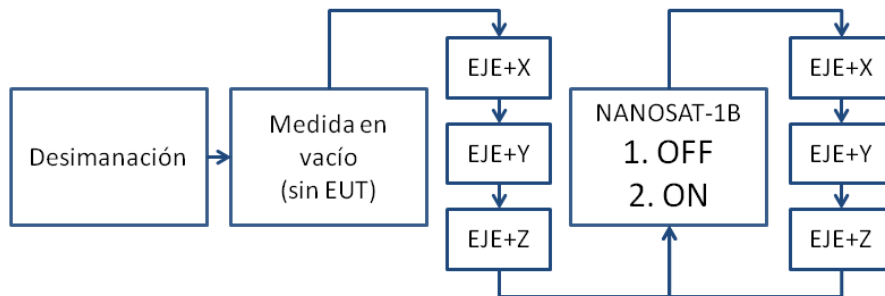 Desimanación
Medida en
vacío
(sin EUT)
EJE+X
EJE+Y
EJE+Z
NANOSAT-1B
1. OFF
2. ON
EJE+X
EJE+Y
EJE+Z